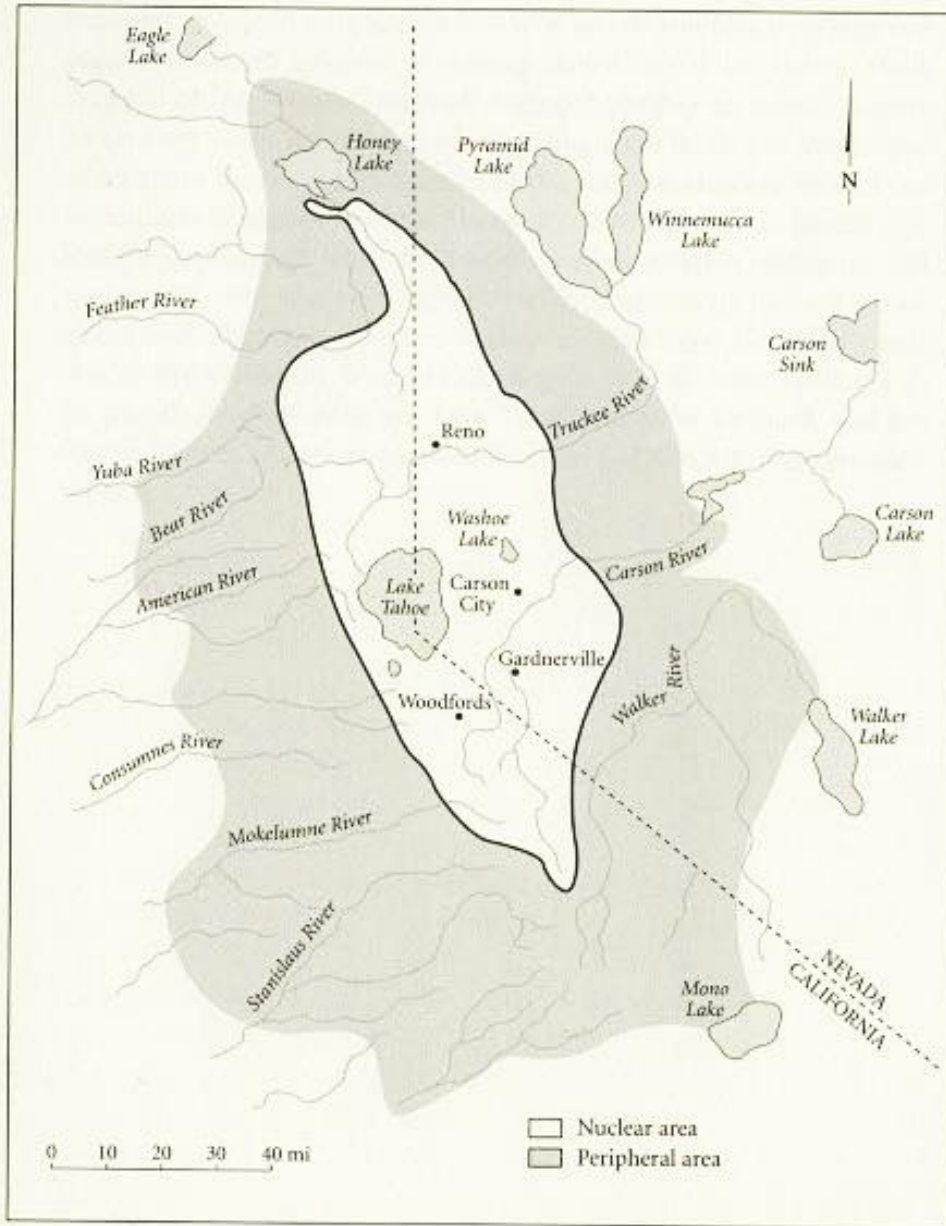 Eagle
Lake
Honey
Lake
Pyramid
Lake
N
Winnemucca
Lake
Feather River
Carson
Sink
Truckee River
Reno
Yuba River
Bear River
Washoe
Lake
Carson
Lake
American River
Lake
Tahoe
Carson
City
Carson River
Gardnerville
Woodfords
Walker River
Walker
Lake
Consumnes River
Mokelumne River
Stanislaus River
Mono
Lake
NEVADA
CALIFORNIA
Nuclear area
Peripheral area
0 10 20 30 40 mi